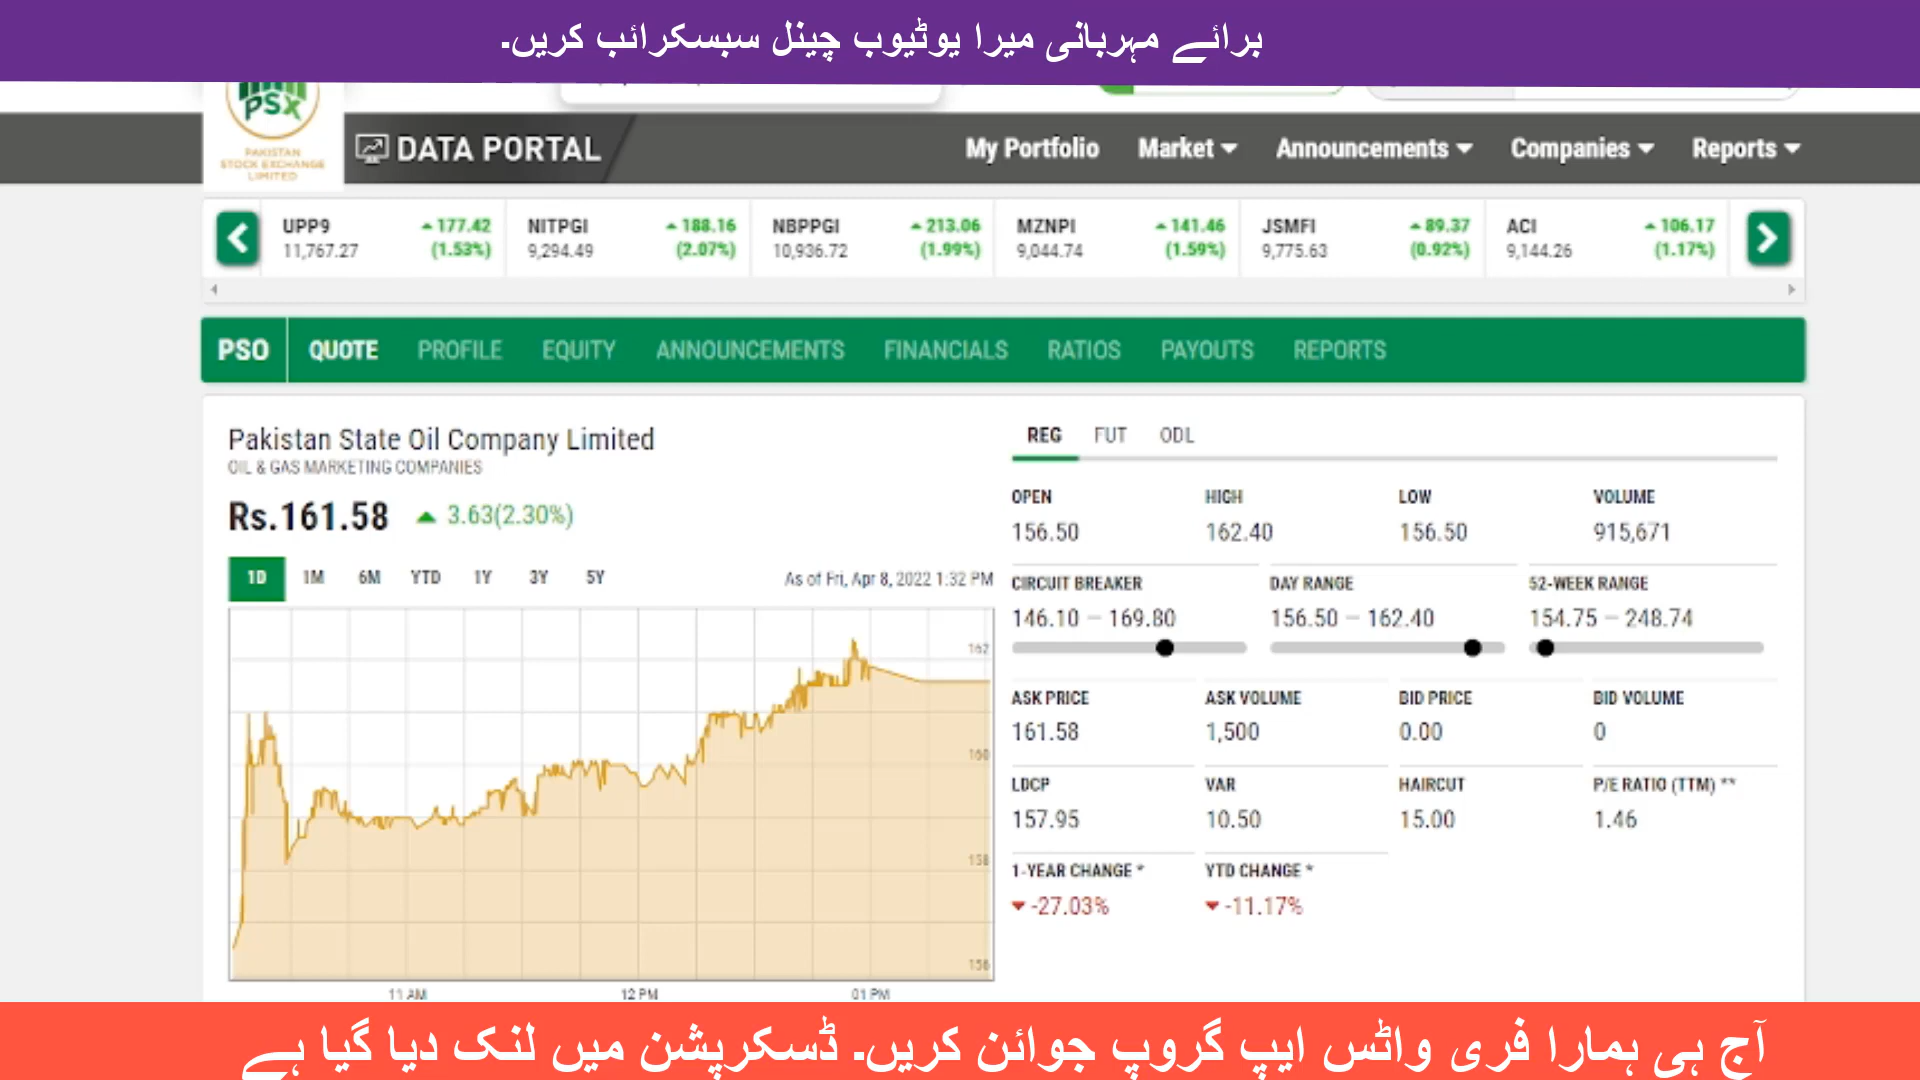 برائے مہربانی میرا یوٹیوب چینل سبسکرائب کریں۔
PSX
PAKISTAN
STOCK EXCHANGE
LIMITED
DATA PORTAL
My Portfolio Market Announcements Companies Reports
UPP9 177.42 NITPGI 188.16 NBPPGI 213.06 MZNPI 141.46 JSMFI 89.37 ACI 106.17
11,767.27 (1.53%) 9,294.49 (2.07%) 10,936.72 (1.99%) 9,044.74 (1.59%) 9,775.63 (0.92%) 9,144.26 (1.17%)
PSO QUOTE PROFILE EQUITY ANNOUNCEMENTS FINANCIALS RATIOS PAYOUTS REPORTS
Pakistan State Oil Company Limited
OIL & GAS MARKETING COMPANIES
Rs.161.58 3.63(2.30%)
1D 1M 6M YTD 1Y 3Y 5Y As of Fri, Apr 8, 2022 1:32 PM
162
160
158
156
11 AM 12 PM 01 PM
REG FUT ODL
OPEN HIGH LOW VOLUME
156.50 162.40 156.50 915,671
CIRCUIT BREAKER DAY RANGE 52-WEEK RANGE
146.10 — 169.80 156.50 — 162.40 154.75 — 248.74
ASK PRICE ASK VOLUME BID PRICE BID VOLUME
161.58 1,500 0.00 0
LDCP VAR HAIRCUT P/E RATIO (TTM) **
157.95 10.50 15.00 1.46
1-YEAR CHANGE * YTD CHANGE *
-27.03% -11.17%
آج ہی ہمارا فری واٹس ایپ گروپ جوائن کریں۔ ڈسکرپشن میں لنک دیا گیا ہے